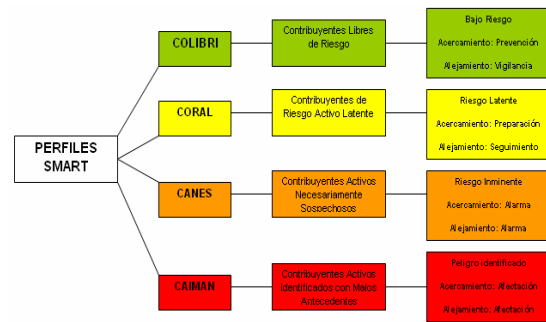 PERFILES
SMART
COLIBRI
Contribuyentes Libres
de Riesgo
Bajo Riesgo
Acercamiento: Prevención
Alejamiento: Vigilancia
CORAL
Contribuyentes de
Riesgo Activo Latente
Riesgo Latente
Acercamiento: Preparación
Alejamiento: Seguimiento
CANES
Contribuyentes Activos
Necesariamente
Sospechosos
Riesgo Inminente
Acercamiento: Alarma
Alejamiento: Alarma
CAIMAN
Contribuyentes Activos
Identificados con Malos
Antecedentes
Peligro Identificado
Acercamiento: Afectación
Alejamiento: Afectación